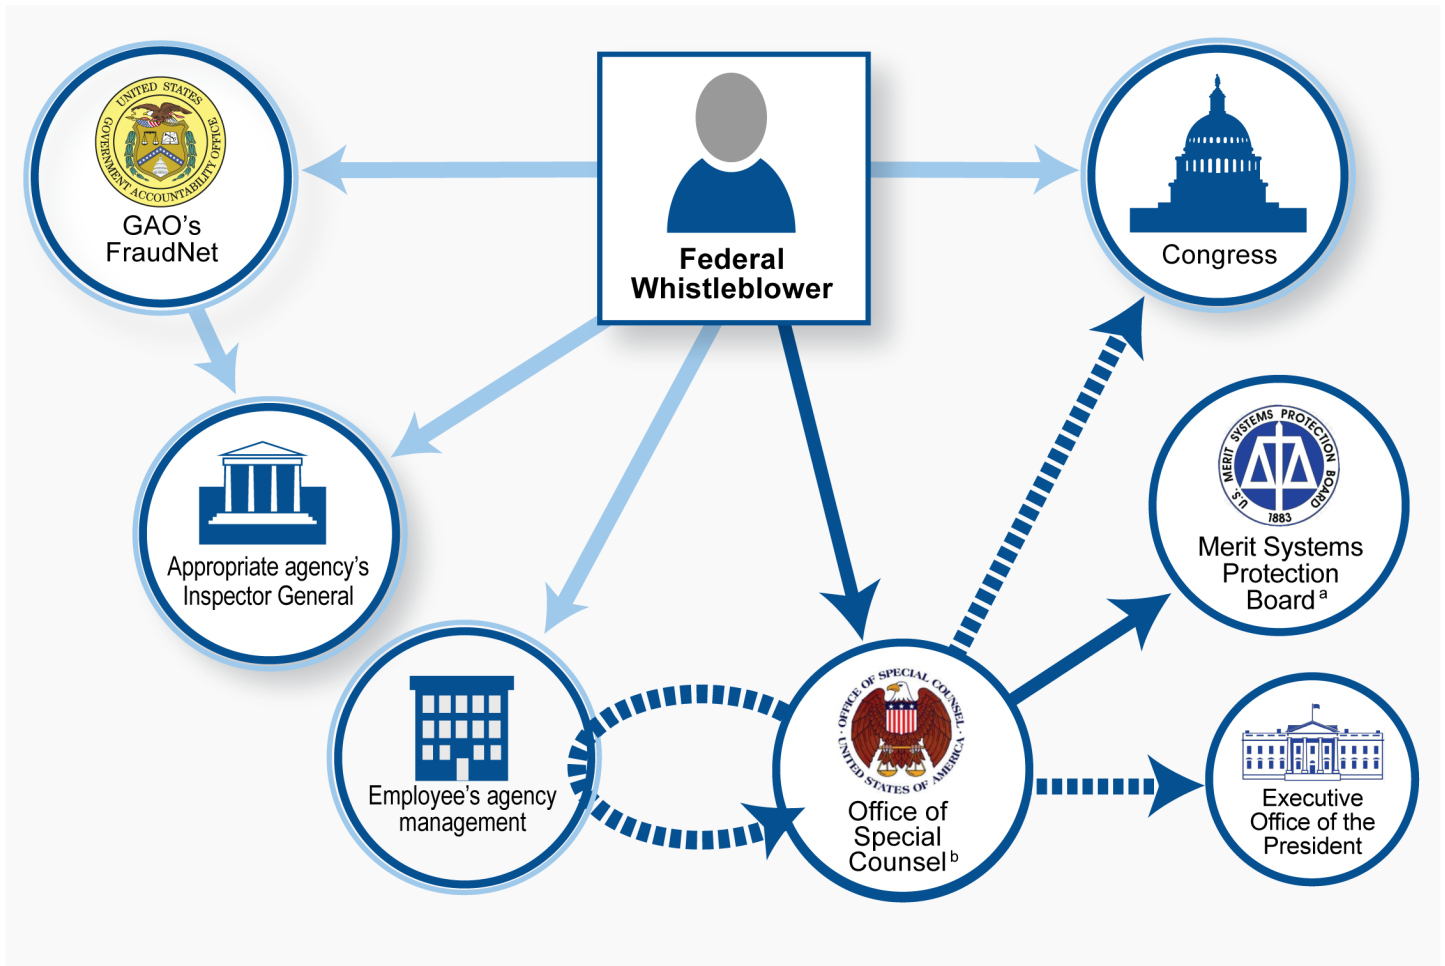 UNITED STATES
GOVERNMENT ACCOUNTABILITY OFFICE
GAO's
FraudNet
Federal
Whistleblower
Congress
U.S. MERIT SYSTEMS PROTECTION BOARD
1883
Merit Systems
Protection
Board a
Appropriate agency's
Inspector General
Employee's agency
management
OFFICE OF SPECIAL COUNSEL
UNITED STATES OF AMERICA
Office of
Special
Counsel b
Executive
Office of the
President